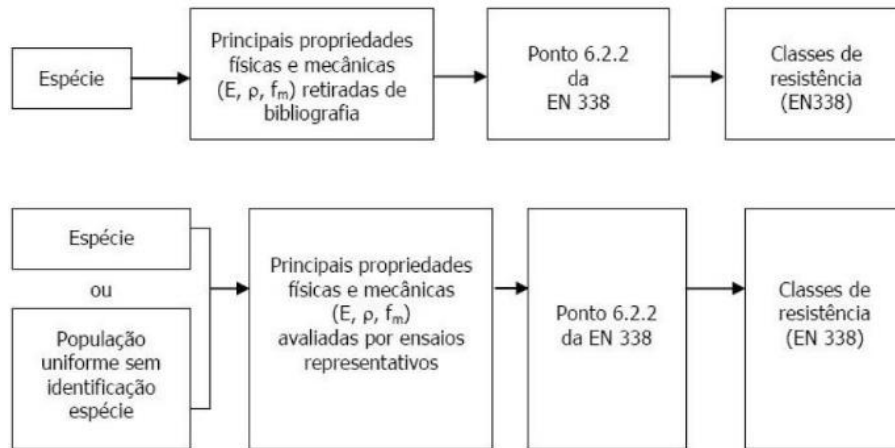 Espécie
Principais propriedades
físicas e mecânicas
(E, ρ, fm) retiradas de
bibliografia
Ponto 6.2.2
da
EN 338
Classes de
resistência
(EN338)
Espécie
ou
População
uniforme sem
identificação
espécie
Principais propriedades
físicas e mecânicas
(E, ρ, fm)
avaliadas por ensaios
representativos
Ponto 6.2.2
da EN 338
Classes de
resistência
(EN 338)